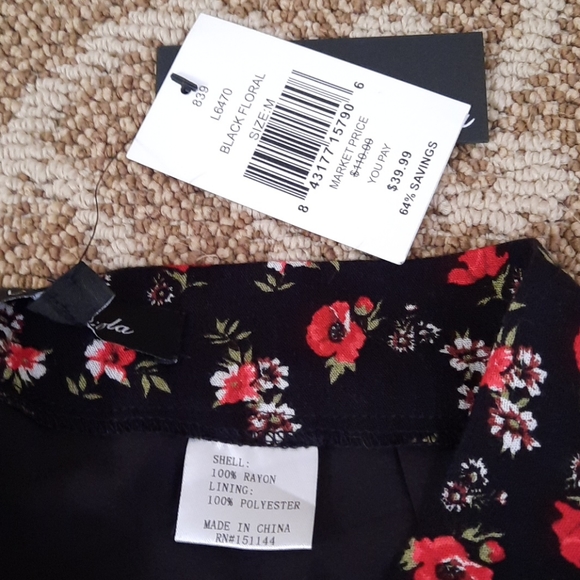 839
L6470
BLACK FLORAL
SIZE:M
8 43177 15790 6
MARKET PRICE
$110.00
YOU PAY
$39.99
64% SAVINGS
SHELL:
100% RAYON
LINING:
100% POLYESTER
MADE IN CHINA
RN#151144